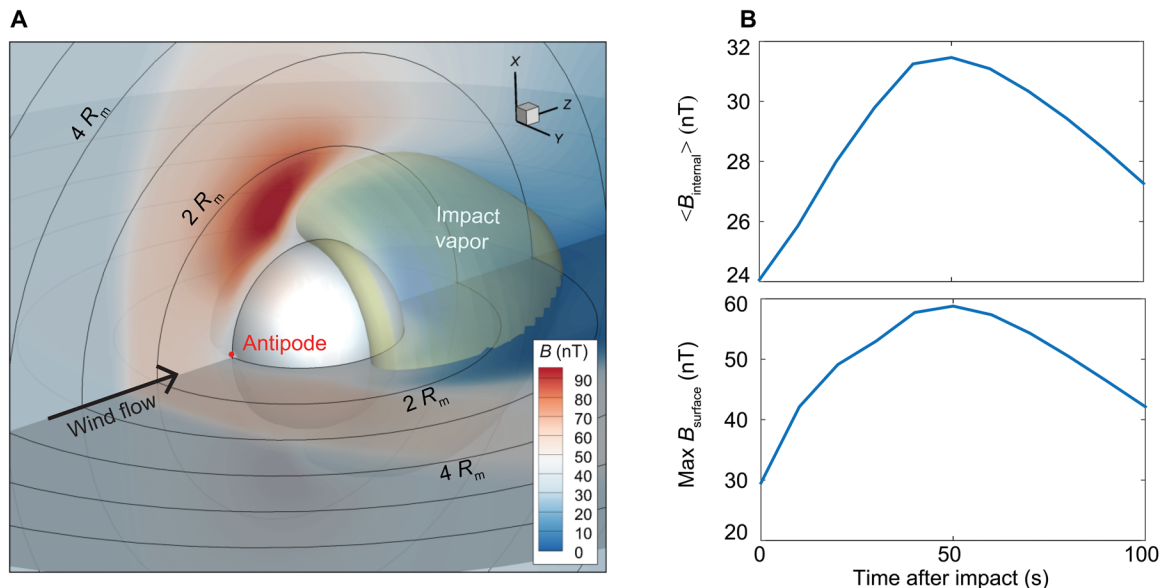 A
4 Rm
2 Rm
X
Z
Y
Impact
vapor
Antipode
Wind flow
2 Rm
4 Rm
B (nT)
90
80
70
60
50
40
30
20
10
0
B
<Binternal> (nT)
32
30
28
26
24
Max Bsurface (nT)
60
50
40
30
20
0
50
100
Time after impact (s)